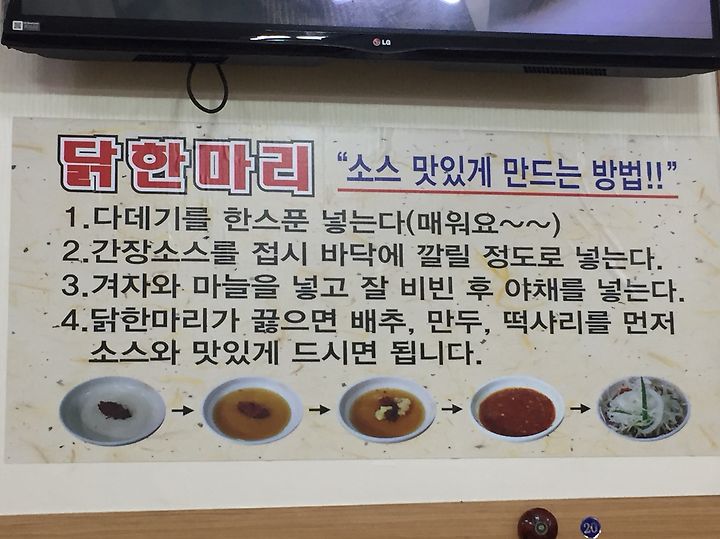 LG
닭한마리 “소스 맛있게 만드는 방법!!”
1.다데기를 한스푼 넣는다(매워요~~)
2.간장소스를 접시 바닥에 깔릴 정도로 넣는다.
3.겨자와 마늘을 넣고 잘 비빈 후 야채를 넣는다.
4.닭한마리가 끓으면 배추, 만두, 떡사리를 먼저
소스와 맛있게 드시면 됩니다.
20